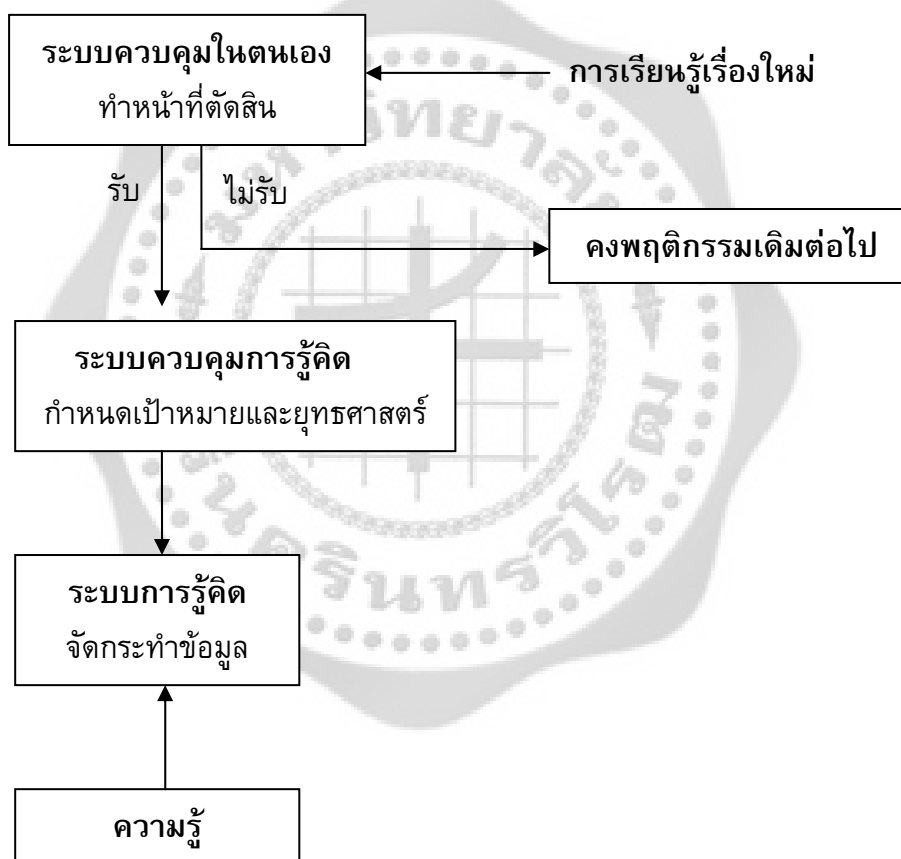 ระบบควบคุมในตนเอง
ทำหน้าที่ตัดสิน
การเรียนรู้เรื่องใหม่
รับ
ไม่รับ
คงพฤติกรรมเดิมต่อไป
ระบบควบคุมการรู้คิด
กำหนดเป้าหมายและยุทธศาสตร์
ระบบการรู้คิด
จัดกระทำข้อมูล
ความรู้